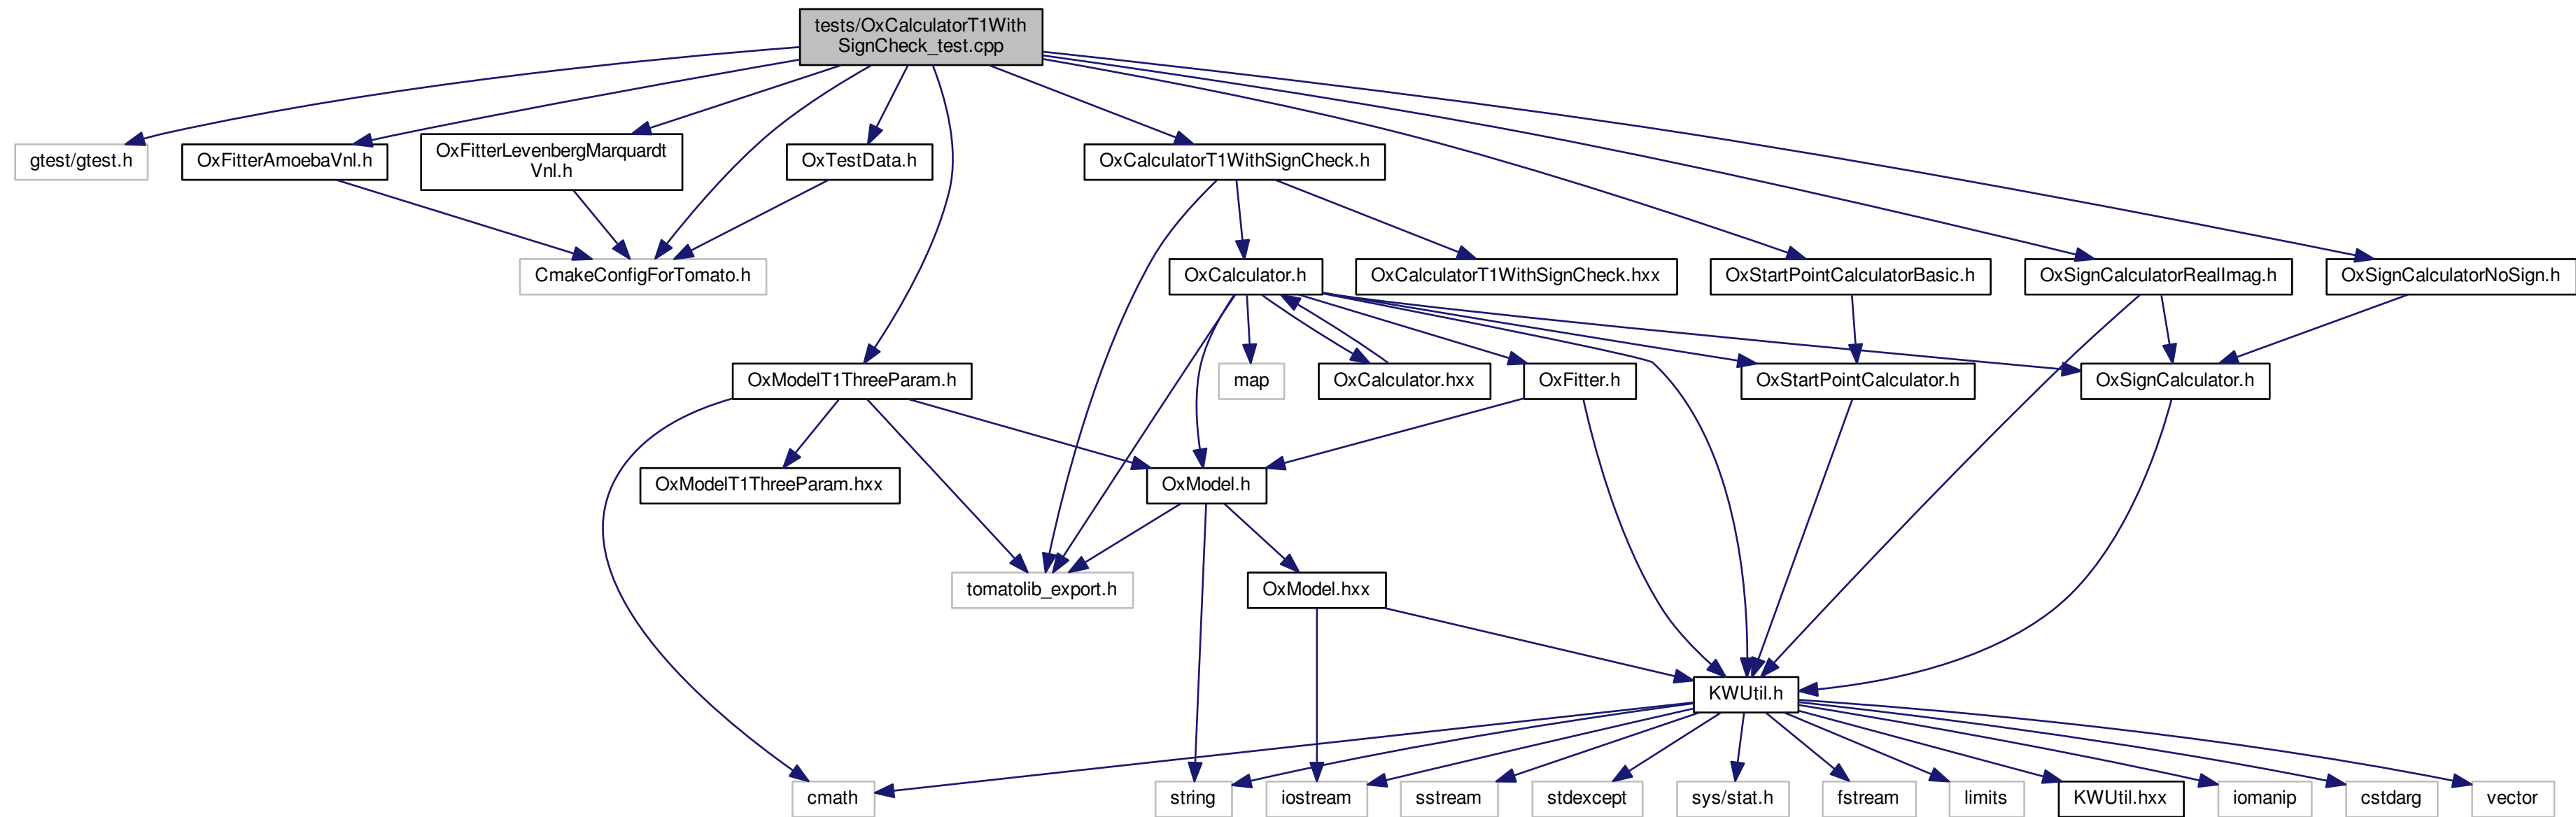 tests/OxCalculatorT1With
SignCheck_test.cpp
gtest/gtest.h
OxFitterAmoebaVnl.h
OxFitterLevenbergMarquardt
Vnl.h
OxTestData.h
OxCalculatorT1WithSignCheck.h
CmakeConfigForTomato.h
OxCalculator.h
OxCalculatorT1WithSignCheck.hxx
OxStartPointCalculatorBasic.h
OxSignCalculatorRealImag.h
OxSignCalculatorNoSign.h
OxModelT1ThreeParam.h
map
OxCalculator.hxx
OxFitter.h
OxStartPointCalculator.h
OxSignCalculator.h
OxModelT1ThreeParam.hxx
OxModel.h
tomatolib_export.h
OxModel.hxx
KWUtil.h
cmath
string
iostream
sstream
stdexcept
sys/stat.h
fstream
limits
KWUtil.hxx
iomanip
cstdarg
vector